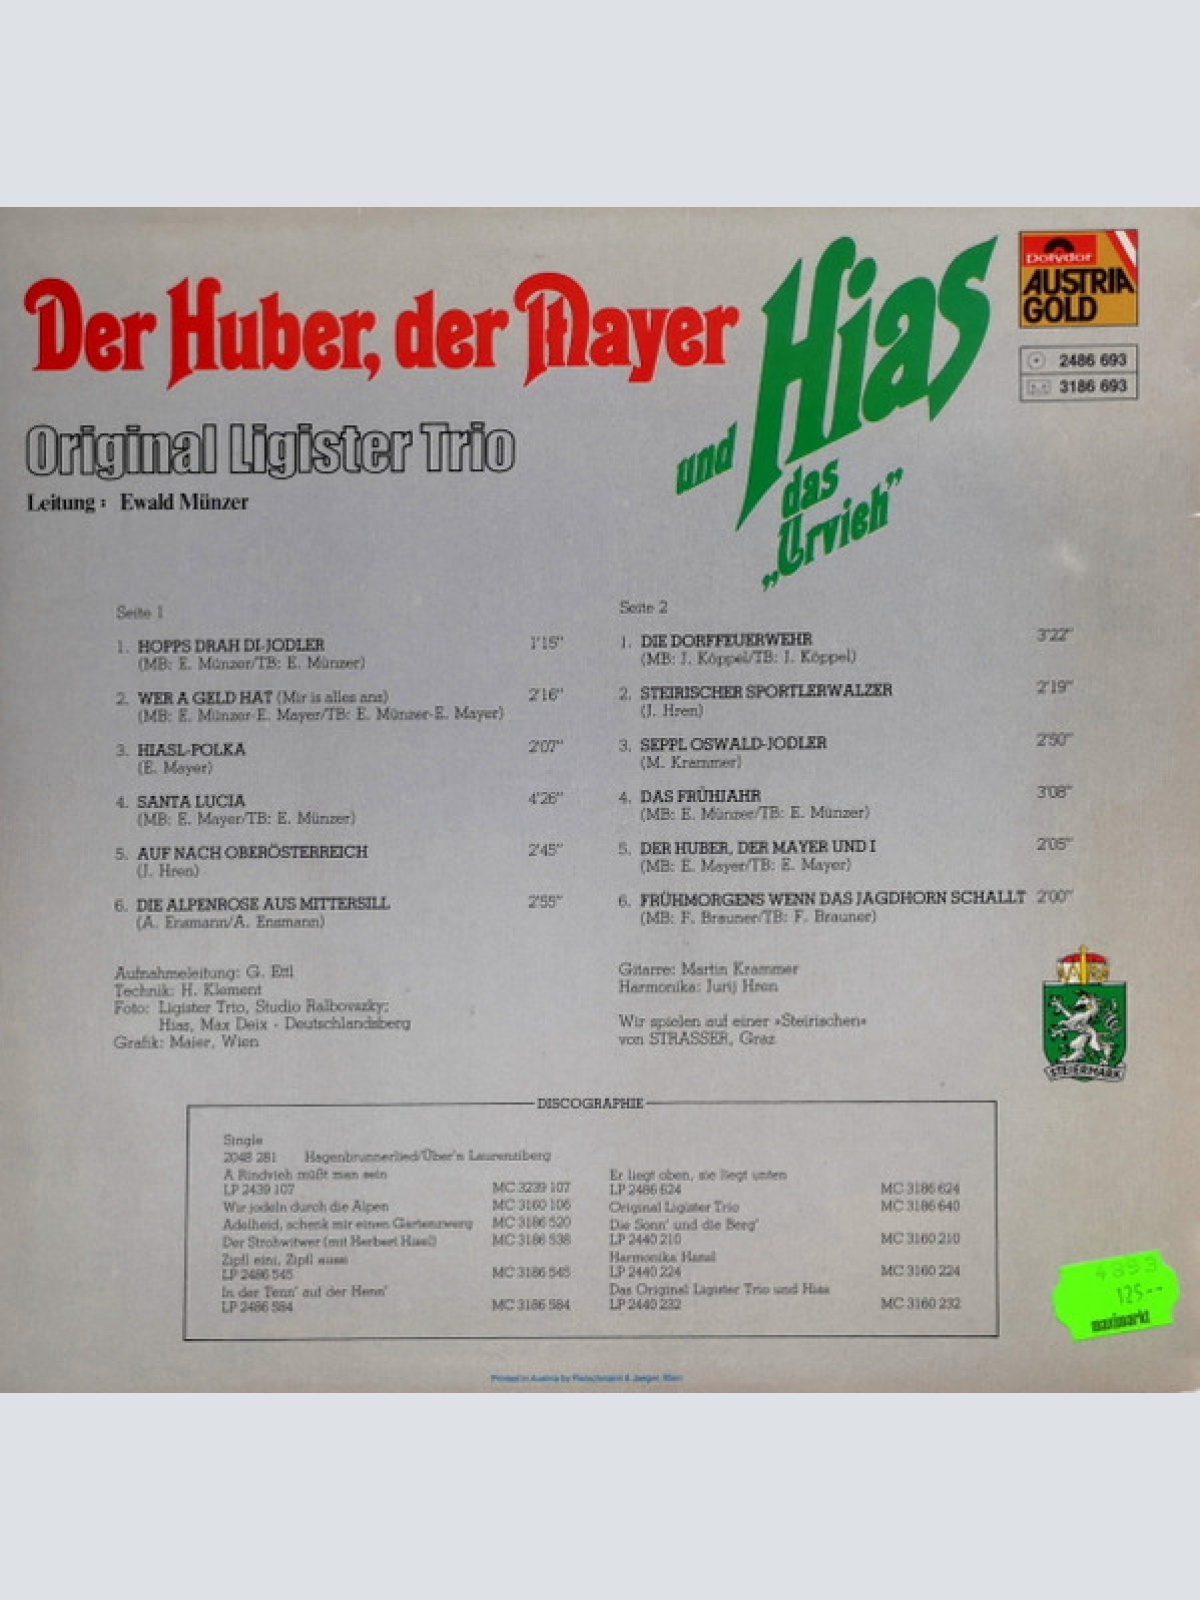 Der Huber, der Mayer
und Hias
das
„Urvieh”
Polydor
AUSTRIA
GOLD
2486 693
3186 693
Original Ligister Trio
Leitung: Ewald Münzer
Seite 1
1. HOPPS DRAH DI-JODLER 1'15"
(MB: E. Münzer/TB: E. Münzer)
2. WER A GELD HAT (Mir is alles ans) 2'16"
(MB: E. Münzer-E. Mayer/TB: E. Münzer-E. Mayer)
3. HIASL-POLKA 2'07"
(E. Mayer)
4. SANTA LUCIA 4'26"
(MB: E. Mayer/TB: E. Münzer)
5. AUF NACH OBERÖSTERREICH 2'45"
(J. Hren)
6. DIE ALPENROSE AUS MITTERSILL 2'55"
(A. Ensmann/A. Ensmann)
Seite 2
1. DIE DORFFEUERWEHR 3'22"
(MB: J. Köppel/TB: J. Köppel)
2. STEIRISCHER SPORTLERWALZER 2'19"
(J. Hren)
3. SEPPL OSWALD-JODLER 2'50"
(M. Krammer)
4. DAS FRÜHJAHR 3'08"
(MB: E. Münzer/TB: E. Münzer)
5. DER HUBER, DER MAYER UND I 2'05"
(MB: E. Mayer/TB: E. Mayer)
6. FRÜHMORGENS WENN DAS JAGDHORN SCHALLT 2'00"
(MB: F. Brauner/TB: F. Brauner)
Aufnahmeleitung: G. Ettl
Technik: H. Klement
Foto: Ligister Trio, Studio Ralbovszky;
Hias, Max Deix - Deutschlandsberg
Grafik: Maier, Wien
Gitarre: Martin Krammer
Harmonika: Jurij Hren
Wir spielen auf einer »Steirischen«
von STRASSER, Graz
STEIERMARK
DISCOGRAPHIE
Single
2048 281 Hagenbrunnerlied/Über'n Laurenziberg
A Rindvieh müßt man sein
LP 2439 107 MC 3239 107
Wir jodeln durch die Alpen MC 3160 106
Adelheid, schenk mir einen Gartenzwerg MC 3186 520
Der Strohwitwer (mit Herbert Hisel) MC 3186 538
Zipfl eini, Zipfl aussi
LP 2486 545 MC 3186 545
In der Tenn' auf der Henn'
LP 2486 584 MC 3186 584
Er liegt oben, sie liegt unten
LP 2486 624 MC 3186 624
Original Ligister Trio MC 3186 640
Die Sonn' und die Berg'
LP 2440 210 MC 3160 210
Harmonika Hansl
LP 2440 224 MC 3160 224
Das Original Ligister Trio und Hias
LP 2440 232 MC 3160 232
4893
125--
maximarkt
Printed in Austria by Fleischmann & Jaeger, Wien